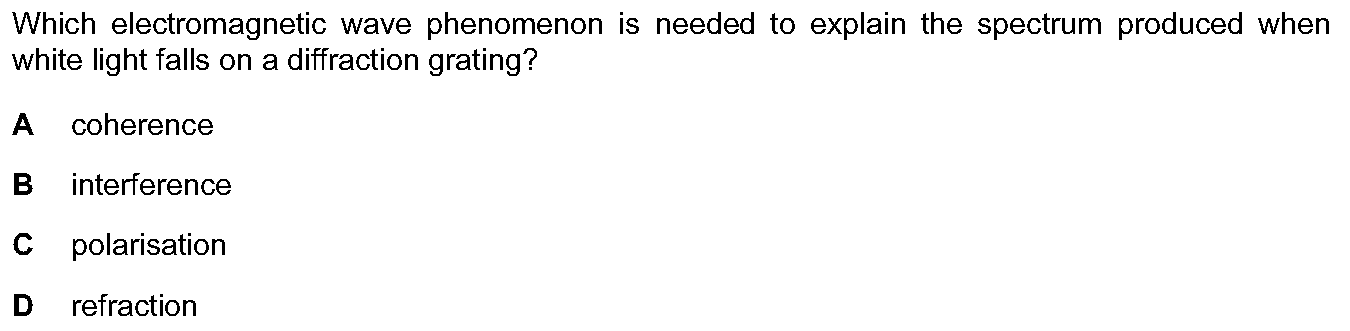 Which electromagnetic wave phenomenon is needed to explain the spectrum produced when
white light falls on a diffraction grating?
A coherence
B interference
C polarisation
D refraction